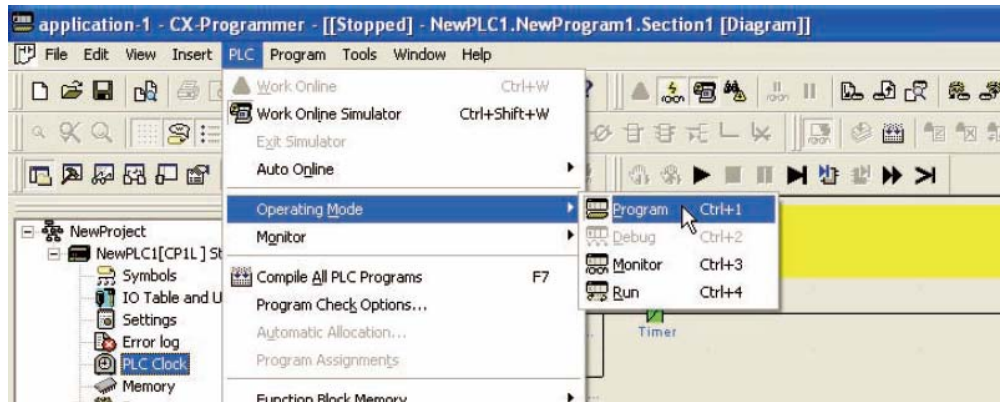 application-1 - CX-Programmer - [[Stopped] - NewPLC1.NewProgram1.Section1 [Diagram]]
File Edit View Insert PLC Program Tools Window Help
Work Online Ctrl+W
Work Online Simulator Ctrl+Shift+W
Exit Simulator
Auto Online
Operating Mode
Program Ctrl+1
Monitor
Debug Ctrl+2
Compile All PLC Programs F7
Monitor Ctrl+3
Program Check Options...
Run Ctrl+4
Automatic Allocation...
Program Assignments
Function Block Memory
NewProject
NewPLC1[CP1L] St
Symbols
IO Table and U
Settings
Error log
PLC Clock
Memory
Timer